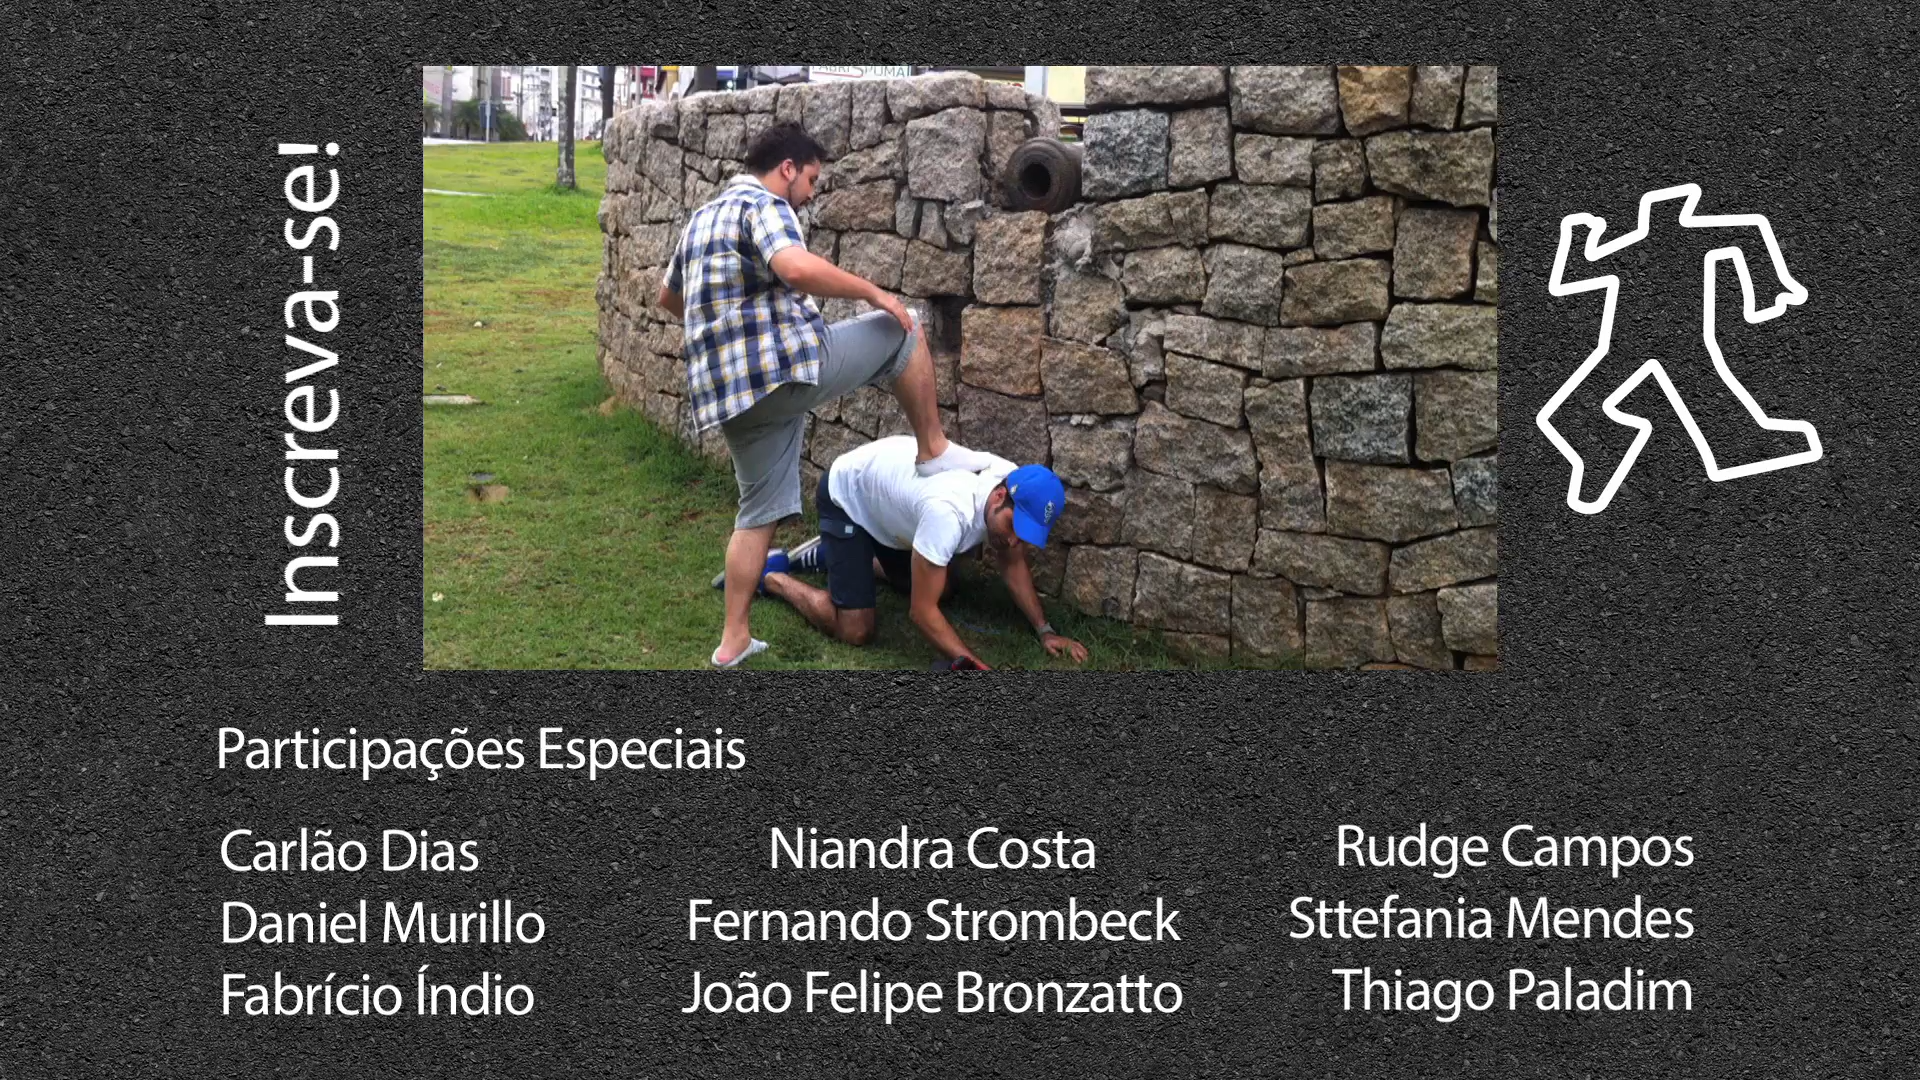 Inscreva-se!
Participações Especiais
Carlão Dias
Daniel Murillo
Fabrício Índio
Niandra Costa
Fernando Strombeck
João Felipe Bronzatto
Rudge Campos
Sttefania Mendes
Thiago Paladim